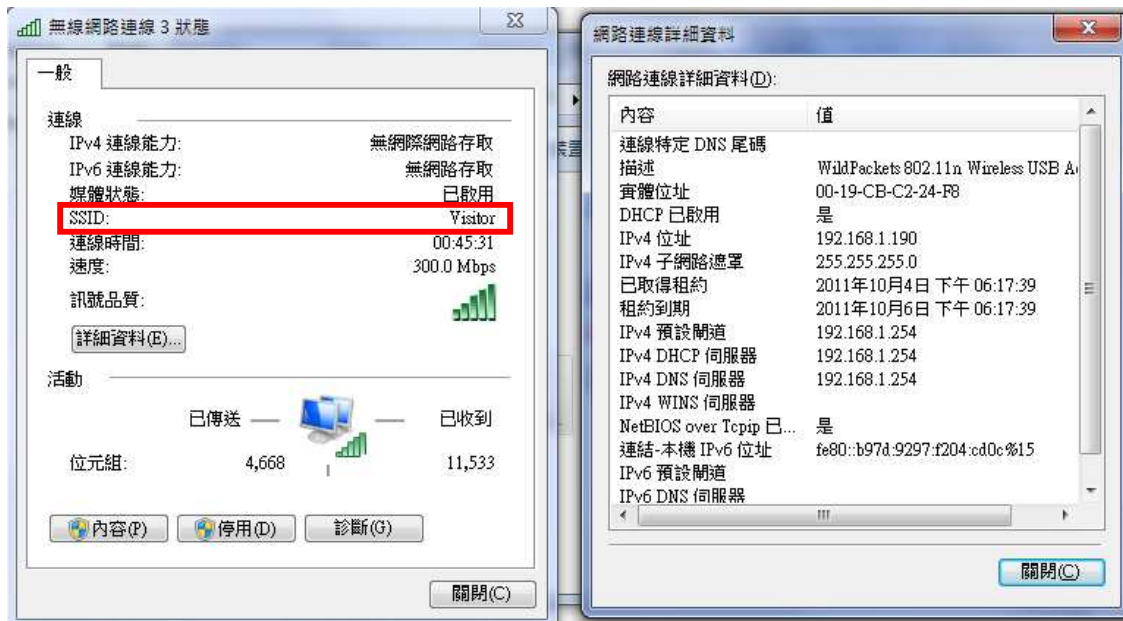 無線網路連線 3 狀態
一般
連線
IPv4 連線能力: 無網際網路存取
IPv6 連線能力: 無網路存取
媒體狀態: 已啟用
SSID: Visitor
連線時間: 00:45:31
速度: 300.0 Mbps
訊號品質:
詳細資料(E)...
活動
已傳送 已收到
位元組: 4,668 11,533
內容(P) 停用(D) 診斷(G)
關閉(C)
網路連線詳細資料
網路連線詳細資料(D):
內容 值
連線特定 DNS 尾碼
描述 WildPackets 802.11n Wireless USB
實體位址 00-19-CB-C2-24-F8
DHCP 已啟用 是
IPv4 位址 192.168.1.190
IPv4 子網路遮罩 255.255.255.0
已取得租約 2011年10月4日 下午 06:17:39
租約到期 2011年10月6日 下午 06:17:39
IPv4 預設閘道 192.168.1.254
IPv4 DHCP 伺服器 192.168.1.254
IPv4 DNS 伺服器 192.168.1.254
IPv4 WINS 伺服器
NetBIOS over Tcpip 已... 是
連結-本機 IPv6 位址 fe80::b97d:9297:f204:cd0c%15
IPv6 預設閘道
IPv6 DNS 伺服器
關閉(C)